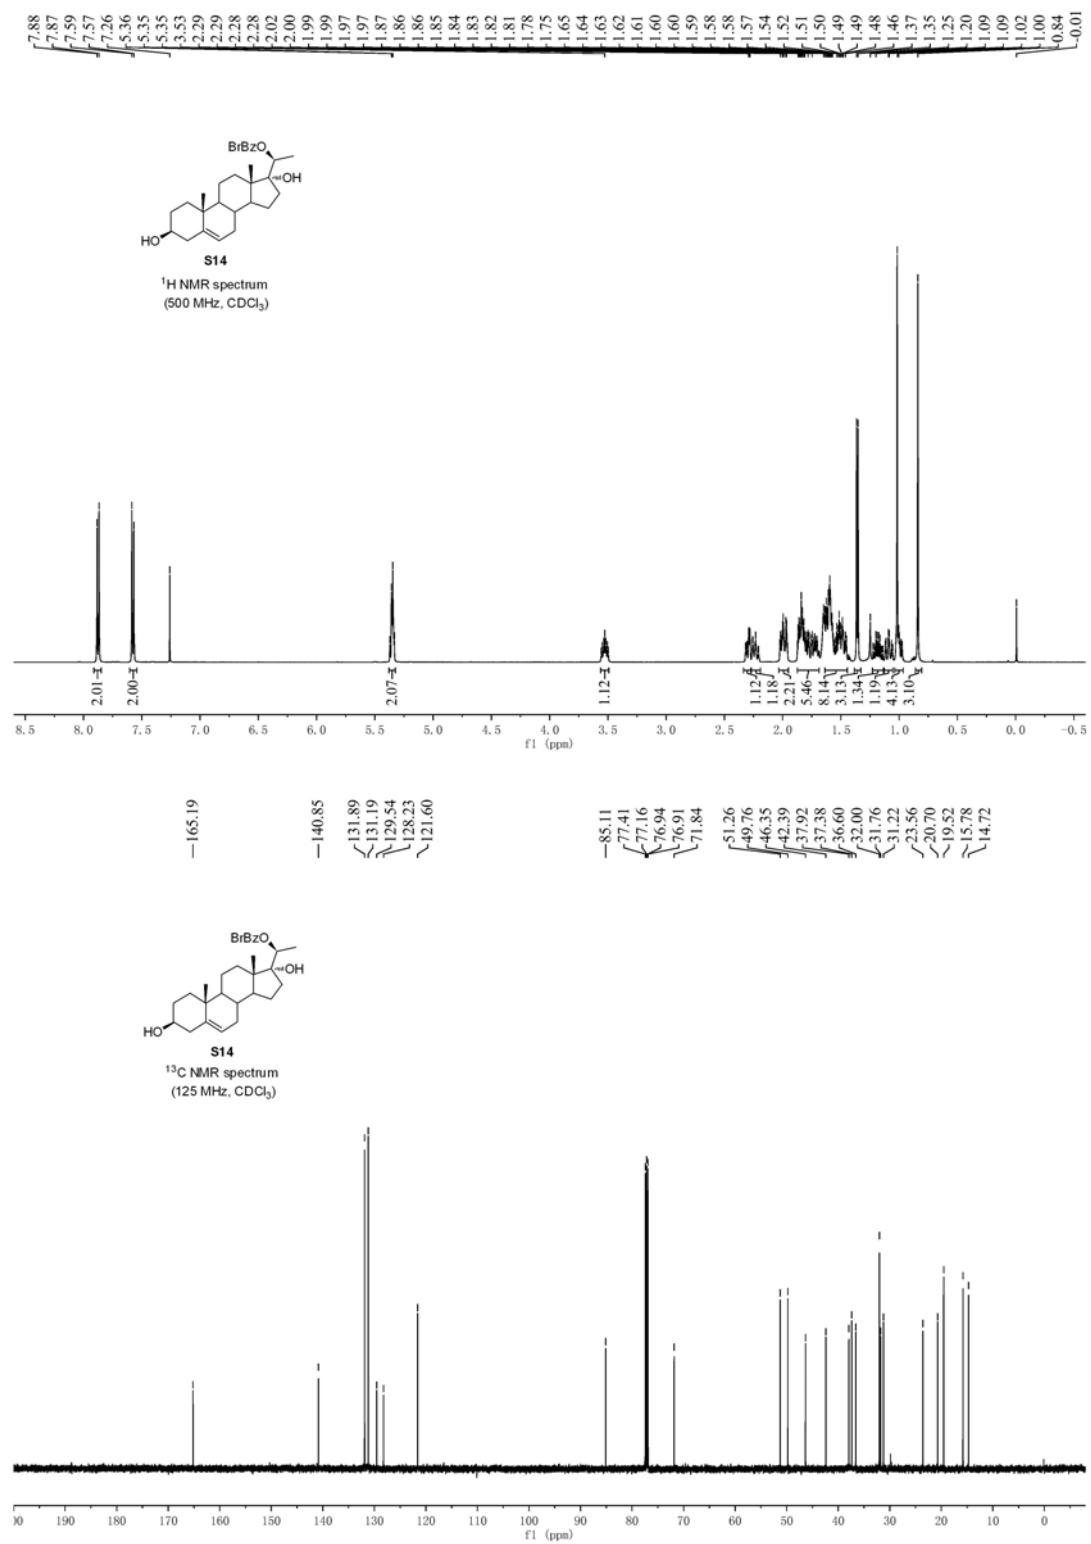 7.88 7.87 7.59 7.57 7.26 5.36 5.35 5.35 3.53 2.29 2.29 2.28 2.28 2.02 2.00 1.99 1.99 1.97 1.97 1.87 1.86 1.86 1.85 1.84 1.83 1.82 1.81 1.78 1.75 1.65 1.64 1.63 1.62 1.61 1.60 1.60 1.59 1.58 1.58 1.57 1.54 1.52 1.51 1.50 1.49 1.49 1.48 1.46 1.37 1.35 1.25 1.20 1.09 1.09 1.02 1.00 0.84 -0.01
BrBzO
OH
HO
S14
¹H NMR spectrum
(500 MHz, CDCl₃)
2.01 2.00 2.07 1.12 1.12 1.18 2.21 5.46 8.14 3.13 1.34 1.19 4.13 3.10
8.5 8.0 7.5 7.0 6.5 6.0 5.5 5.0 4.5 4.0 3.5 3.0 2.5 2.0 1.5 1.0 0.5 0.0 -0.5
f1 (ppm)
165.19 140.85 131.89 131.19 129.54 128.23 121.60 85.11 77.41 77.16 76.94 76.91 71.84 51.26 49.76 46.35 42.39 37.92 37.38 36.60 32.00 31.76 31.22 23.56 20.70 19.52 15.78 14.72
BrBzO
OH
HO
S14
¹³C NMR spectrum
(125 MHz, CDCl₃)
190 180 170 160 150 140 130 120 110 100 90 80 70 60 50 40 30 20 10 0
f1 (ppm)